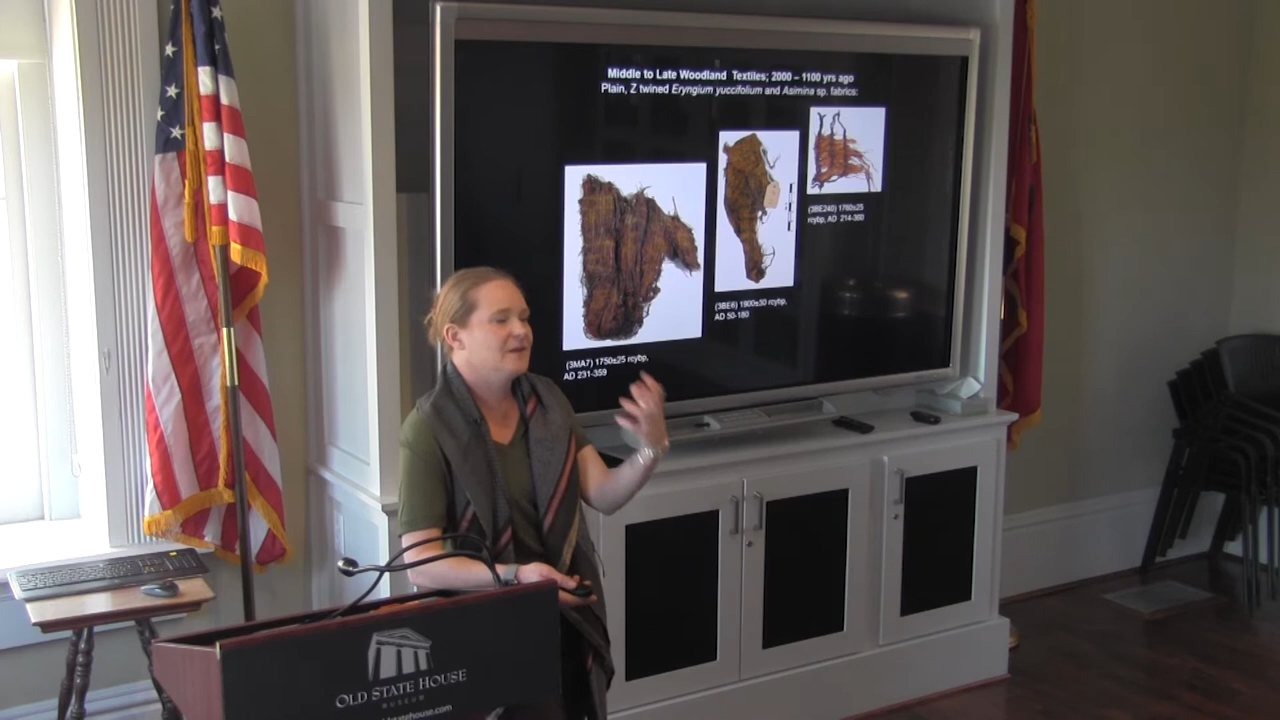 Middle to Late Woodland Textiles; 2000 – 1100 yrs ago
Plain, Z twined Eryngium yuccifolium and Asimina sp. fabrics:
(3BE240) 1760±25
rcybp, AD 214-360
(3BE6) 1900±30 rcybp,
AD 50-180
(3MA7) 1750±25 rcybp,
AD 231-359
OLD STATE HOUSE
MUSEUM